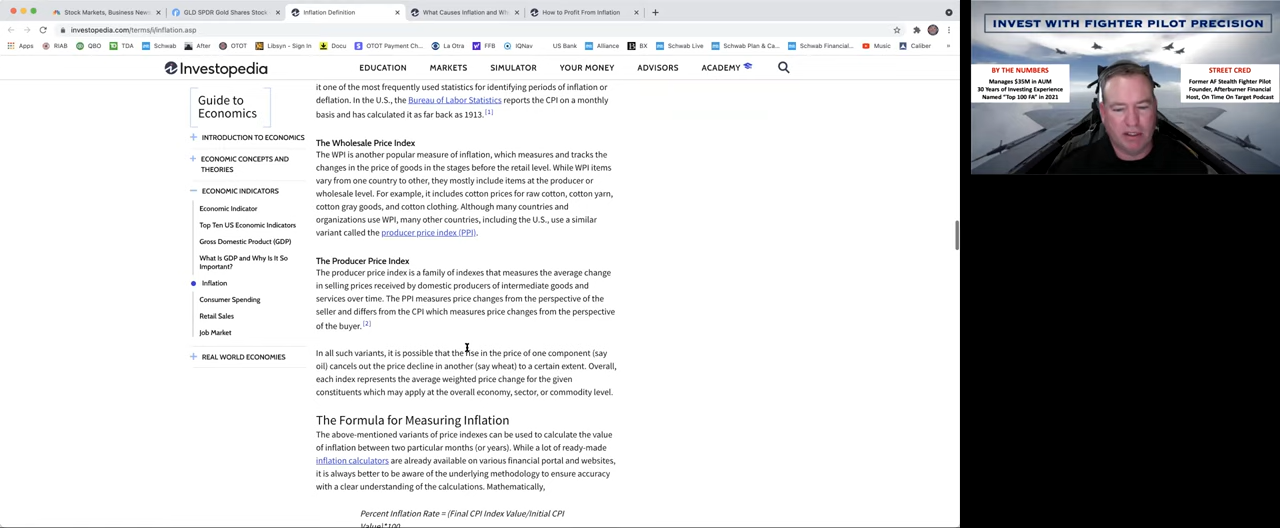 Stock Markets, Business News
GLD SPDR Gold Shares Stock
Inflation Definition
What Causes Inflation and Wh
How to Profit From Inflation
investopedia.com/terms/i/inflation.asp
Apps RIAB QBO TDA Schwab After OTOT Libsyn - Sign In Docu OTOT Payment Ch... La Otra FFB IQNav US Bank Alliance BX Schwab Live Schwab Plan & Ca... Schwab Financial... Music Caliber
Investopedia
EDUCATION MARKETS SIMULATOR YOUR MONEY ADVISORS ACADEMY
Guide to
Economics
+ INTRODUCTION TO ECONOMICS
+ ECONOMIC CONCEPTS AND
THEORIES
− ECONOMIC INDICATORS
Economic Indicator
Top Ten US Economic Indicators
Gross Domestic Product (GDP)
What Is GDP and Why Is It So
Important?
Inflation
Consumer Spending
Retail Sales
Job Market
+ REAL WORLD ECONOMIES
it one of the most frequently used statistics for identifying periods of inflation or
deflation. In the U.S., the Bureau of Labor Statistics reports the CPI on a monthly
basis and has calculated it as far back as 1913. [1]
The Wholesale Price Index
The WPI is another popular measure of inflation, which measures and tracks the
changes in the price of goods in the stages before the retail level. While WPI items
vary from one country to other, they mostly include items at the producer or
wholesale level. For example, it includes cotton prices for raw cotton, cotton yarn,
cotton gray goods, and cotton clothing. Although many countries and
organizations use WPI, many other countries, including the U.S., use a similar
variant called the producer price index (PPI).
The Producer Price Index
The producer price index is a family of indexes that measures the average change
in selling prices received by domestic producers of intermediate goods and
services over time. The PPI measures price changes from the perspective of the
seller and differs from the CPI which measures price changes from the perspective
of the buyer. [2]
In all such variants, it is possible that the rise in the price of one component (say
oil) cancels out the price decline in another (say wheat) to a certain extent. Overall,
each index represents the average weighted price change for the given
constituents which may apply at the overall economy, sector, or commodity level.
The Formula for Measuring Inflation
The above-mentioned variants of price indexes can be used to calculate the value
of inflation between two particular months (or years). While a lot of ready-made
inflation calculators are already available on various financial portal and websites,
it is always better to be aware of the underlying methodology to ensure accuracy
with a clear understanding of the calculations. Mathematically,
Percent Inflation Rate = (Final CPI Index Value/Initial CPI
Value)*100
INVEST WITH FIGHTER PILOT PRECISION
BY THE NUMBERS
Manages $35M in AUM
30 Years of Investing Experience
Named "Top 100 FA" in 2021
STREET CRED
Former AF Stealth Fighter Pilot
Founder, Afterburner Financial
Host, On Time On Target Podcast